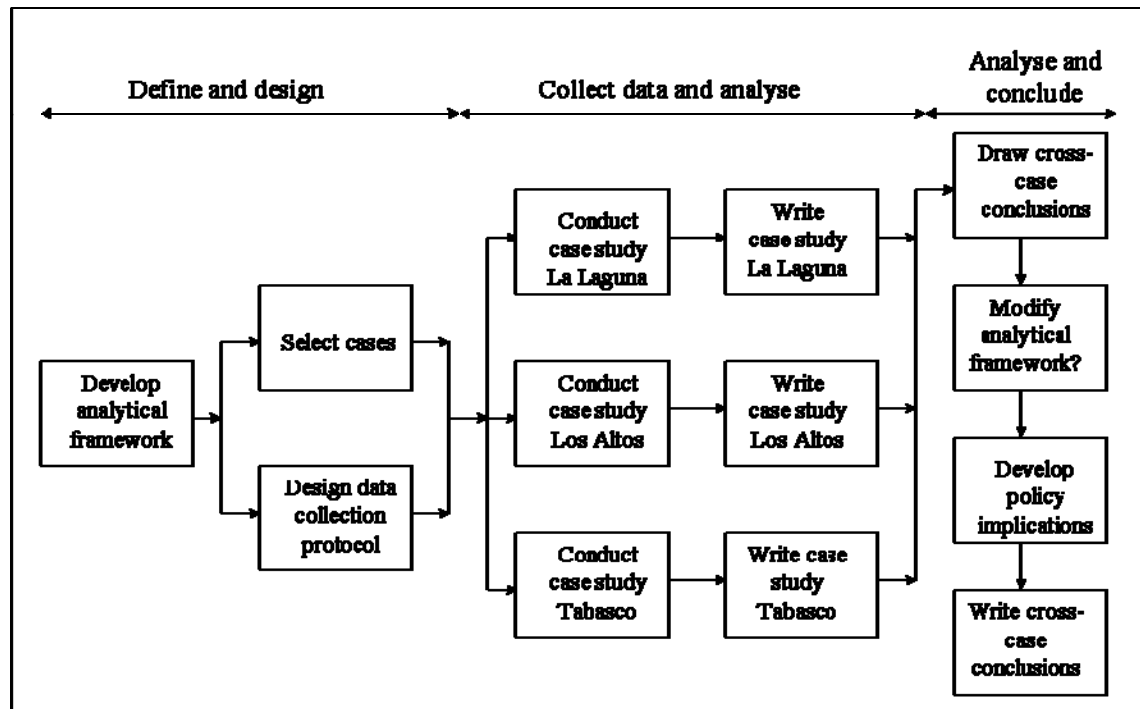 Define and design
Collect data and analyse
Analyse and
conclude
Develop
analytical
framework
Select cases
Design data
collection
protocol
Conduct
case study
La Laguna
Write
case study
La Laguna
Conduct
case study
Los Altos
Write
case study
Los Altos
Conduct
case study
Tabasco
Write case
study
Tabasco
Draw cross-
case
conclusions
Modify
analytical
framework?
Develop
policy
implications
Write cross-
case
conclusions